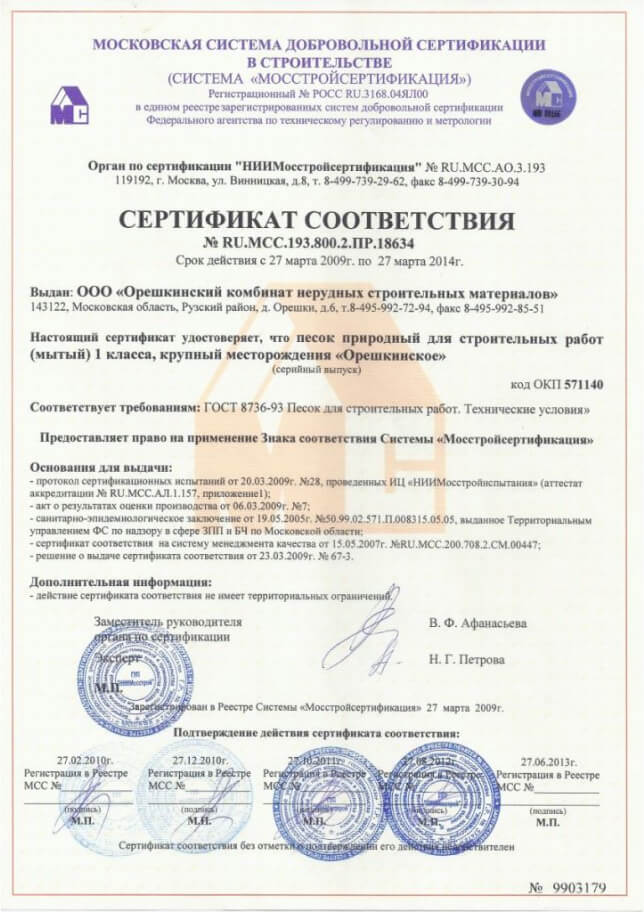 МОСКОВСКАЯ СИСТЕМА ДОБРОВОЛЬНОЙ СЕРТИФИКАЦИИ
В СТРОИТЕЛЬСТВЕ
(СИСТЕМА «МОССТРОЙСЕРТИФИКАЦИЯ»)
Регистрационный № РОСС RU.3168.04ЯЛ00
в едином реестре зарегистрированных систем добровольной сертификации
Федерального агентства по техническому регулированию и метрологии
МС
МС
Орган по сертификации "НИИМосстройсертификация" № RU.МСС.АО.3.193
119192, г. Москва, ул. Винницкая, д.8, т. 8-499-739-29-62, факс 8-499-739-30-94
СЕРТИФИКАТ СООТВЕТСТВИЯ
№ RU.МСС.193.800.2.ПР.18634
Срок действия с 27 марта 2009г. по 27 марта 2014г.
Выдан: ООО «Орешкинский комбинат нерудных строительных материалов»
143122, Московская область, Рузский район, д. Орешки, д.6, т.8-495-992-72-94, факс 8-495-992-85-51
Настоящий сертификат удостоверяет, что песок природный для строительных работ
(мытый) 1 класса, крупный месторождения «Орешкинское»
(серийный выпуск)
код ОКП 571140
Соответствует требованиям: ГОСТ 8736-93 Песок для строительных работ. Технические условия»
Предоставляет право на применение Знака соответствия Системы «Мосстройсертификация»
Основания для выдачи:
- протокол сертификационных испытаний от 20.03.2009г. №28, проведенных ИЦ «НИИМосстройиспытания» (аттестат
аккредитации № RU.МСС.АЛ.1.157, приложение1);
- акт о результатах оценки производства от 06.03.2009г. №7;
- санитарно-эпидемиологическое заключение от 19.05.2005г. №50.99.02.571.П.008315.05.05, выданное Территориальным
управлением ФС по надзору в сфере ЗПП и БЧ по Московской области;
- сертификат соответствия на систему менеджмента качества от 15.05.2007г. №RU.МСС.200.708.2.СМ.00447;
- решение о выдаче сертификата соответствия от 23.03.2009г. № 67-3.
Дополнительная информация:
- действие сертификата соответствия не имеет территориальных ограничений.
Заместитель руководителя
органа по сертификации
В. Ф. Афанасьева
Эксперт
Н. Г. Петрова
М.П.
Зарегистрирован в Реестре Системы «Мосстройсертификация» 27 марта 2009г.
Подтверждение действия сертификата соответствия:
27.02.2010г. 27.12.2010г. 27.10.2011г. 27.08.2012г. 27.06.2013г.
Регистрация в Реестре Регистрация в Реестре Регистрация в Реестре Регистрация в Реестре Регистрация в Реестре
МСС № МСС № МСС № МСС № МСС №
(подпись) (подпись) (подпись) (подпись) (подпись)
М.П. М.П. М.П. М.П. М.П.
Сертификат соответствия без отметки о подтверждении его действия недействителен
№ 9903179